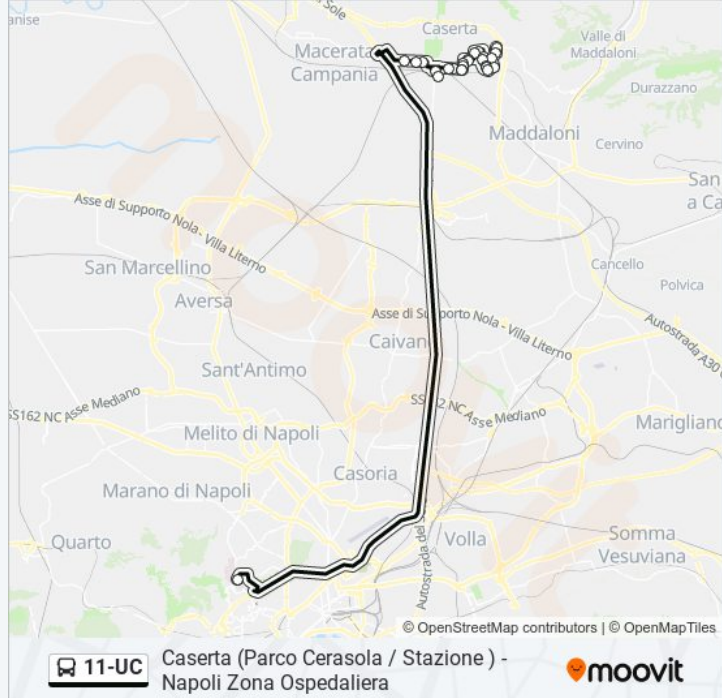 anise
Sole
Caserta
Valle di
Maddaloni
Macerata
Campania
Durazzano
Maddaloni
Cervino
San
a Ca
Asse di Supporto Nola - Villa Literno
San Marcellino
Cancello
Polvica
Aversa
Asse di Supporto Nola - Villa Literno
Caivano
Autostrada A30 C
Sant'Antimo
SS162 NC Asse Mediano
SS162 NC Asse Mediano
Melito di Napoli
Mariglianο
Casoria
Marano di Napoli
Quarto
Volla
Somma
Vesuviana
Autostrada del S
© OpenStreetMap contributors | © OpenMapTiles
11-UC
Caserta (Parco Cerasola / Stazione ) -
Napoli Zona Ospedaliera
moovit